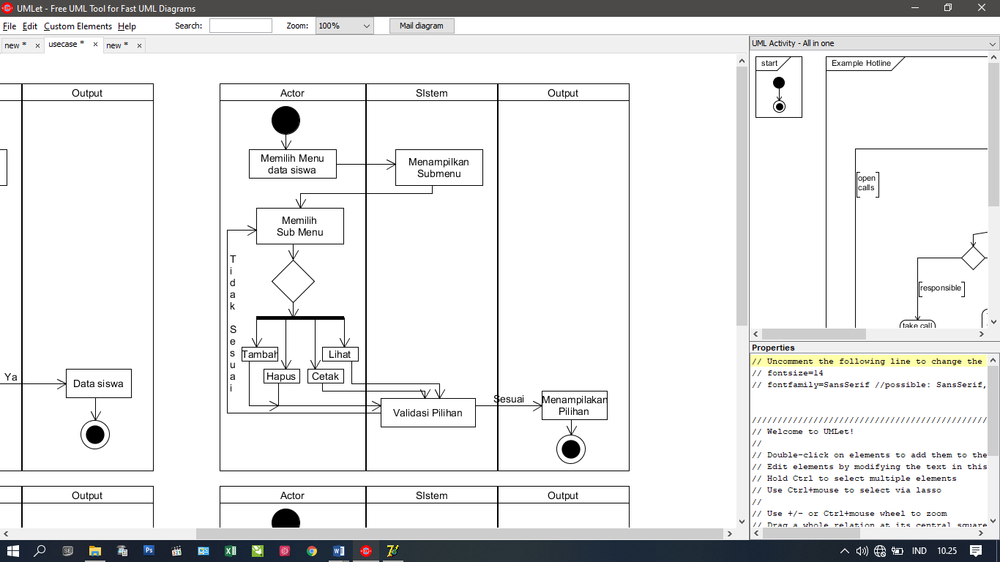 UMLet - Free UML Tool for Fast UML Diagrams
File Edit Custom Elements Help Search: Zoom: 100% Mail diagram
new * usecase * new *
UML Activity - All in one
Output
Ya
Data siswa
Actor SIstem Output
Memilih Menu
data siswa
Menampilkan
Submenu
Memilih
Sub Menu
Tidak Sesuai
Tambah
Lihat
Hapus
Cetak
Validasi Pilihan
Sesuai
Menampilakan
Pilihan
Output
Actor SIstem Output
start
Example Hotline
open
calls
responsible
take call
Properties
// Uncomment the following line to change the
// fontsize=14
// fontfamily=SansSerif //possible: SansSerif,
//////////////////////////////////////////////
// Welcome to UMLet!
//
// Double-click on elements to add them to the
// Edit elements by modifying the text in this
// Hold Ctrl to select multiple elements
// Use Ctrl+mouse to select via lasso
//
// Use +/- or Ctrl+mouse wheel to zoom
// Drag a whole relation at its central square
IND 10.25